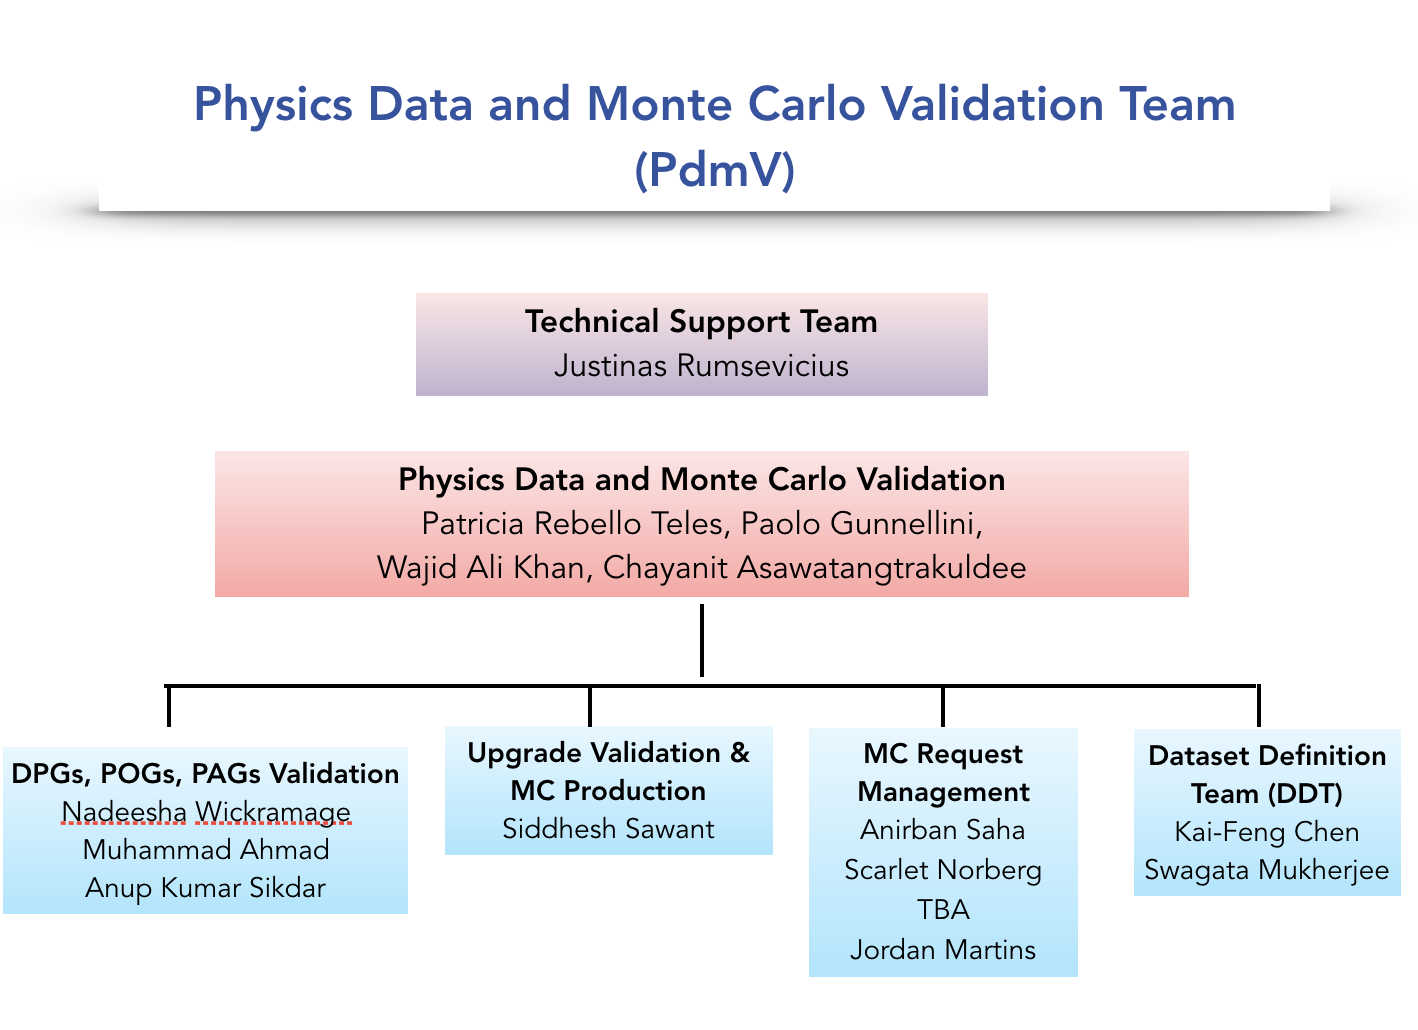 Physics Data and Monte Carlo Validation Team
(PdmV)
Technical Support Team
Justinas Rumsevicius
Physics Data and Monte Carlo Validation
Patricia Rebello Teles, Paolo Gunnellini,
Wajid Ali Khan, Chayanit Asawatangtrakuldee
DPGs, POGs, PAGs Validation
Nadeesha Wickramage
Muhammad Ahmad
Anup Kumar Sikdar
Upgrade Validation &
MC Production
Siddhesh Sawant
MC Request
Management
Anirban Saha
Scarlet Norberg
TBA
Jordan Martins
Dataset Definition
Team (DDT)
Kai-Feng Chen
Swagata Mukherjee